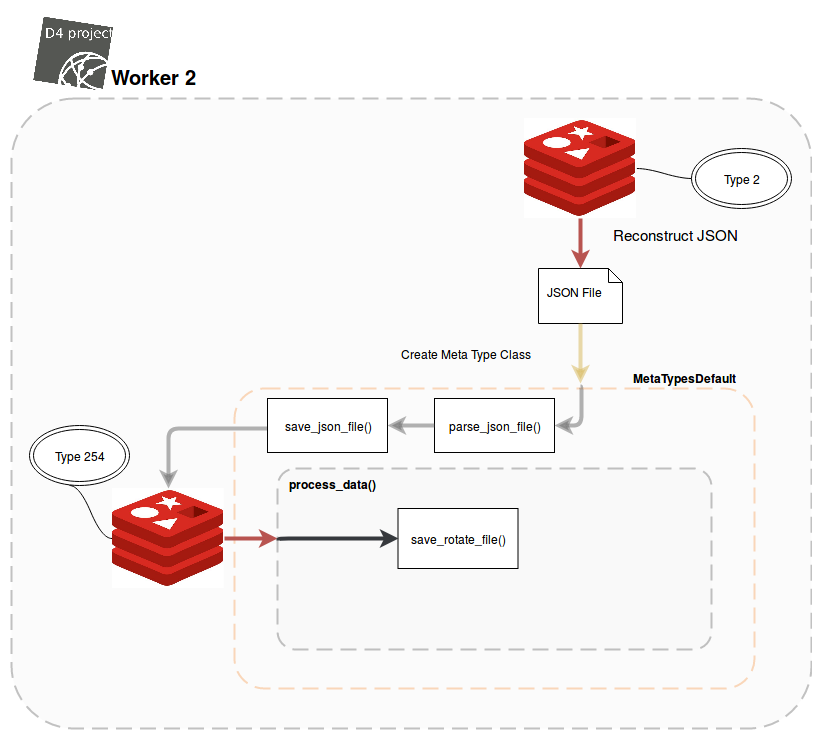 D4 project
Worker 2
Type 2
Reconstruct JSON
JSON File
Create Meta Type Class
MetaTypesDefault
save_json_file()
parse_json_file()
Type 254
process_data()
save_rotate_file()